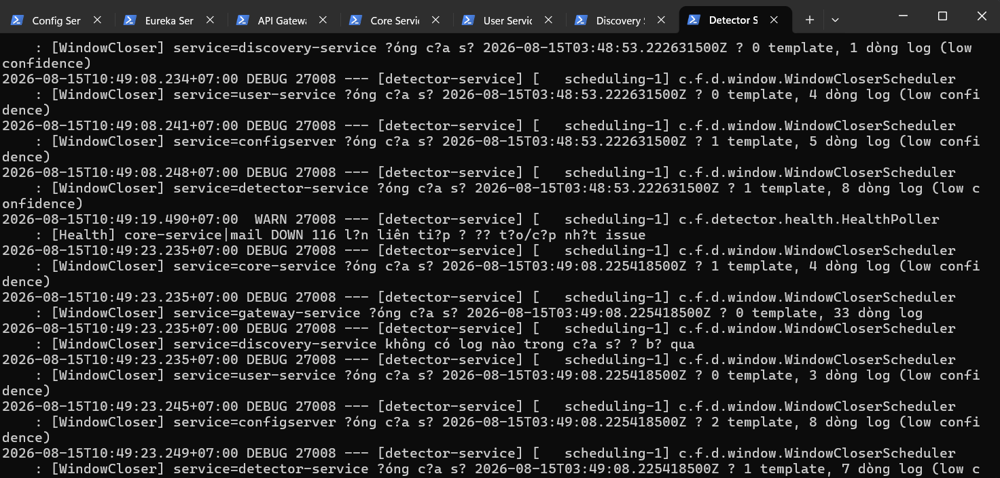 Config Ser
Eureka Ser
API Gatewa
Core Servic
User Servic
Discovery S
Detector S
    : [WindowCloser] service=discovery-service ?óng c?a s? 2026-08-15T03:48:53.222631500Z ? 0 template, 1 dòng log (low
confidence)
2026-08-15T10:49:08.234+07:00 DEBUG 27008 --- [detector-service] [   scheduling-1] c.f.d.window.WindowCloserScheduler
    : [WindowCloser] service=user-service ?óng c?a s? 2026-08-15T03:48:53.222631500Z ? 0 template, 4 dòng log (low confi
dence)
2026-08-15T10:49:08.241+07:00 DEBUG 27008 --- [detector-service] [   scheduling-1] c.f.d.window.WindowCloserScheduler
    : [WindowCloser] service=configserver ?óng c?a s? 2026-08-15T03:48:53.222631500Z ? 1 template, 5 dòng log (low confi
dence)
2026-08-15T10:49:08.248+07:00 DEBUG 27008 --- [detector-service] [   scheduling-1] c.f.d.window.WindowCloserScheduler
    : [WindowCloser] service=detector-service ?óng c?a s? 2026-08-15T03:48:53.222631500Z ? 1 template, 8 dòng log (low c
onfidence)
2026-08-15T10:49:19.490+07:00  WARN 27008 --- [detector-service] [   scheduling-1] c.f.detector.health.HealthPoller
    : [Health] core-service|mail DOWN 116 l?n liên ti?p ? ?? t?o/c?p nh?t issue
2026-08-15T10:49:23.235+07:00 DEBUG 27008 --- [detector-service] [   scheduling-1] c.f.d.window.WindowCloserScheduler
    : [WindowCloser] service=core-service ?óng c?a s? 2026-08-15T03:49:08.225418500Z ? 1 template, 4 dòng log (low confi
dence)
2026-08-15T10:49:23.235+07:00 DEBUG 27008 --- [detector-service] [   scheduling-1] c.f.d.window.WindowCloserScheduler
    : [WindowCloser] service=gateway-service ?óng c?a s? 2026-08-15T03:49:08.225418500Z ? 0 template, 33 dòng log
2026-08-15T10:49:23.235+07:00 DEBUG 27008 --- [detector-service] [   scheduling-1] c.f.d.window.WindowCloserScheduler
    : [WindowCloser] service=discovery-service không có log nào trong c?a s? ? b? qua
2026-08-15T10:49:23.235+07:00 DEBUG 27008 --- [detector-service] [   scheduling-1] c.f.d.window.WindowCloserScheduler
    : [WindowCloser] service=user-service ?óng c?a s? 2026-08-15T03:49:08.225418500Z ? 0 template, 3 dòng log (low confi
dence)
2026-08-15T10:49:23.245+07:00 DEBUG 27008 --- [detector-service] [   scheduling-1] c.f.d.window.WindowCloserScheduler
    : [WindowCloser] service=configserver ?óng c?a s? 2026-08-15T03:49:08.225418500Z ? 2 template, 8 dòng log (low confi
dence)
2026-08-15T10:49:23.249+07:00 DEBUG 27008 --- [detector-service] [   scheduling-1] c.f.d.window.WindowCloserScheduler
    : [WindowCloser] service=detector-service ?óng c?a s? 2026-08-15T03:49:08.225418500Z ? 1 template, 7 dòng log (low c